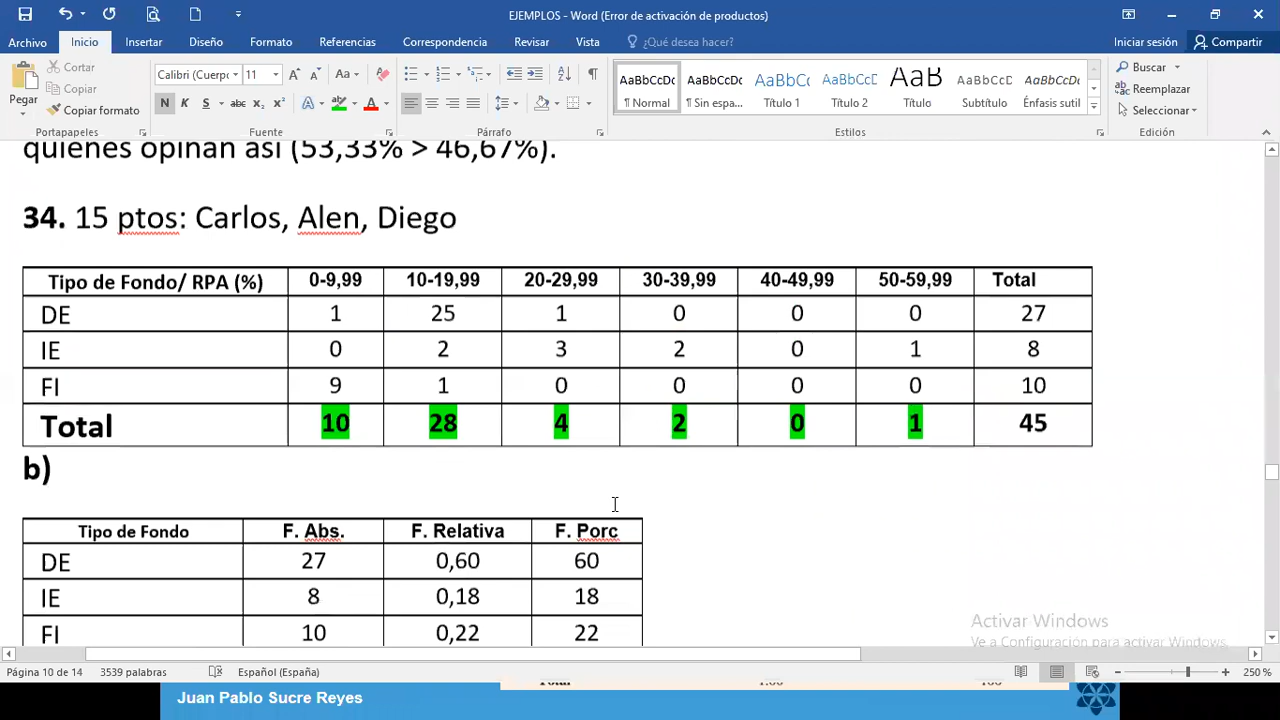 EJEMPLOS - Word (Error de activación de productos)
Archivo Inicio Insertar Diseño Formato Referencias Correspondencia Revisar Vista ¿Qué desea hacer? Iniciar sesión Compartir
Pegar
Cortar
Copiar
Copiar formato
Calibri (Cuerpo 11
AaBbCcDc AaBbCcDc AaBbCc AaBbCcD AaB AaBbCcD AaBbCcDc
¶ Normal ¶ Sin espa... Título 1 Título 2 Título Subtítulo Énfasis sutil
Buscar
Reemplazar
Seleccionar
Portapapeles Fuente Párrafo Estilos Edición
quienes opinan así (53,33% > 46,67%).
34. 15 ptos: Carlos, Alen, Diego
Tipo de Fondo/ RPA (%) 0-9,99 10-19,99 20-29,99 30-39,99 40-49,99 50-59,99 Total
DE 1 25 1 0 0 0 27
IE 0 2 3 2 0 1 8
FI 9 1 0 0 0 0 10
Total 10 28 4 2 0 1 45
b)
Tipo de Fondo F. Abs. F. Relativa F. Porc
DE 27 0,60 60
IE 8 0,18 18
FI 10 0,22 22
Activar Windows
Ve a Configuración para activar Windows.
Página 10 de 14 3539 palabras Español (España) 250 %
Juan Pablo Sucre Reyes